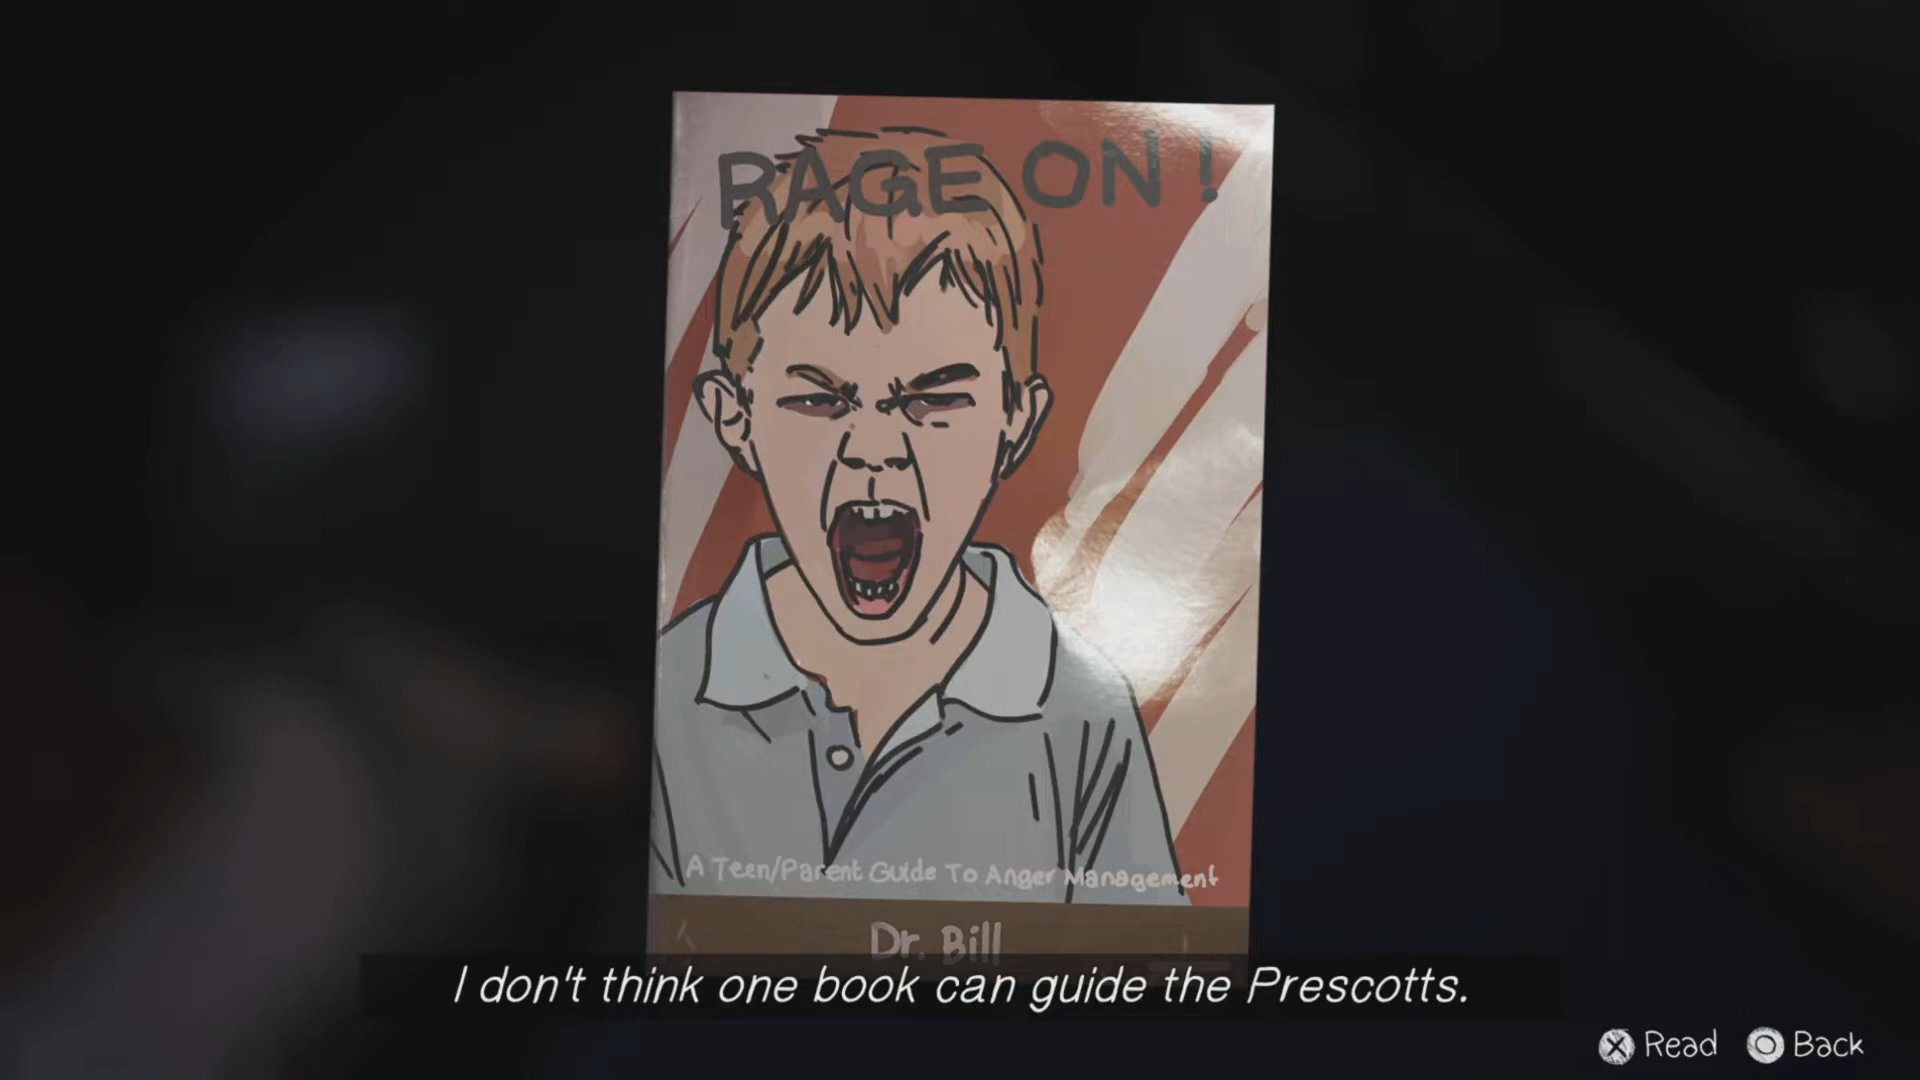 RAGE ON!
A Teen/Parent Guide To Anger Management
Dr. Bill
I don't think one book can guide the Prescotts.
Read
Back